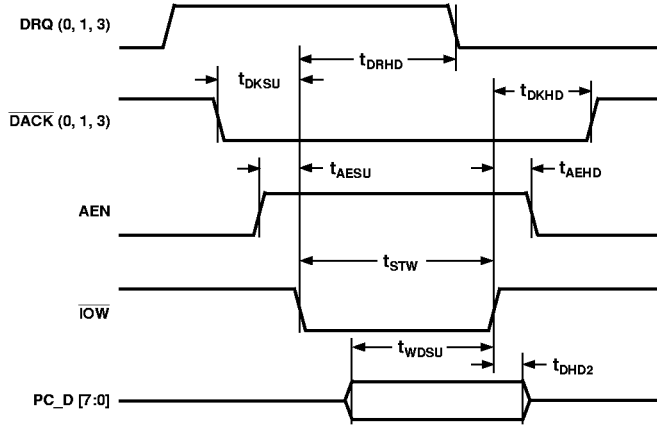 DRQ (0, 1, 3)
tDRHD
tDKSU
tDKHD
DACK (0, 1, 3)
tAESU
tAEHD
AEN
tSTW
IOW
tWDSU
tDHD2
PC_D [7:0]